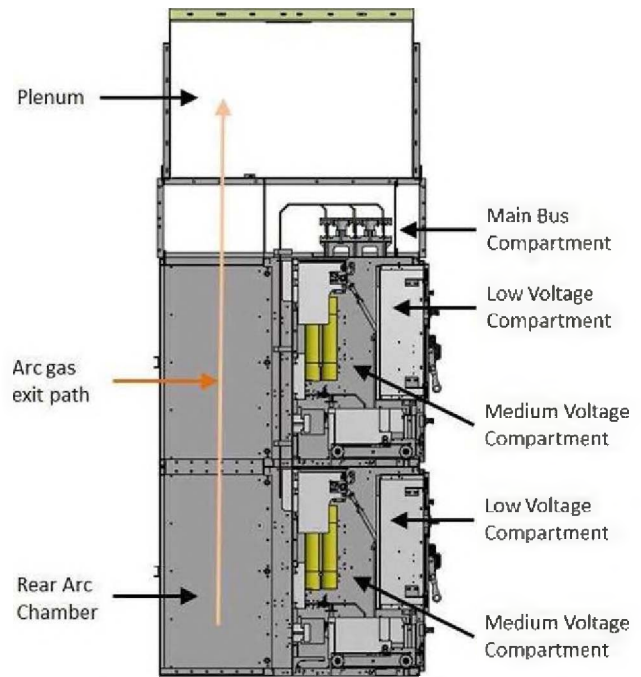 Plenum
Main Bus
Compartment
Low Voltage
Compartment
Arc gas
exit path
Medium Voltage
Compartment
Low Voltage
Compartment
Rear Arc
Chamber
Medium Voltage
Compartment